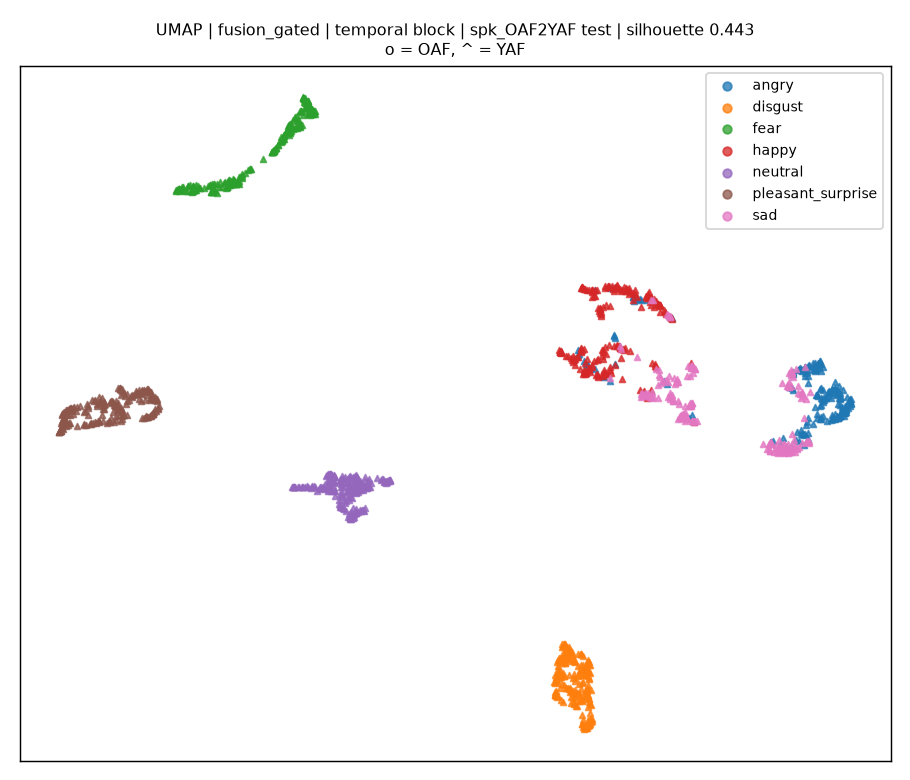 UMAP | fusion_gated | temporal block | spk_OAF2YAF test | silhouette 0.443
o = OAF, ^ = YAF
angry
disgust
fear
happy
neutral
pleasant_surprise
sad